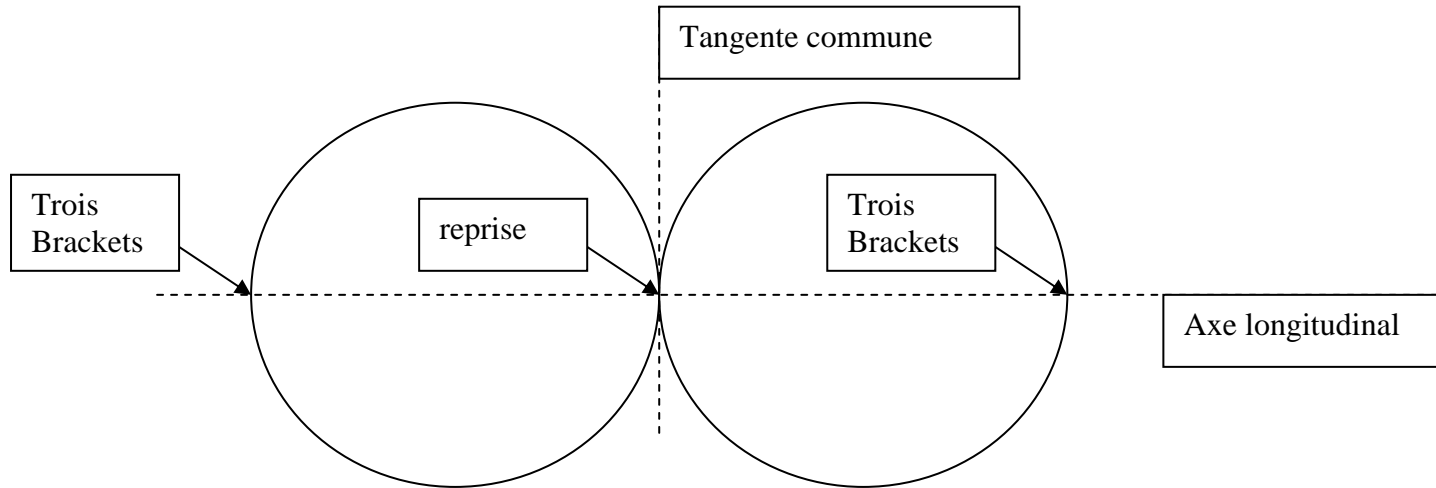 Tangente commune
Trois
Brackets
reprise
Trois
Brackets
Axe longitudinal